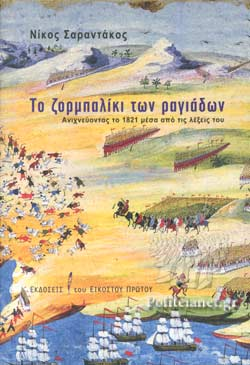 Νίκος Σαραντάκος
Το ζορμπαλίκι των ραγιάδων
Ανιχνεύοντας το 1821 μέσα από τις λέξεις του
ΕΚΔΟΣΕΙΣ του ΕΙΚΟΣΤΟΥ ΠΡΩΤΟΥ
Politeianet.gr